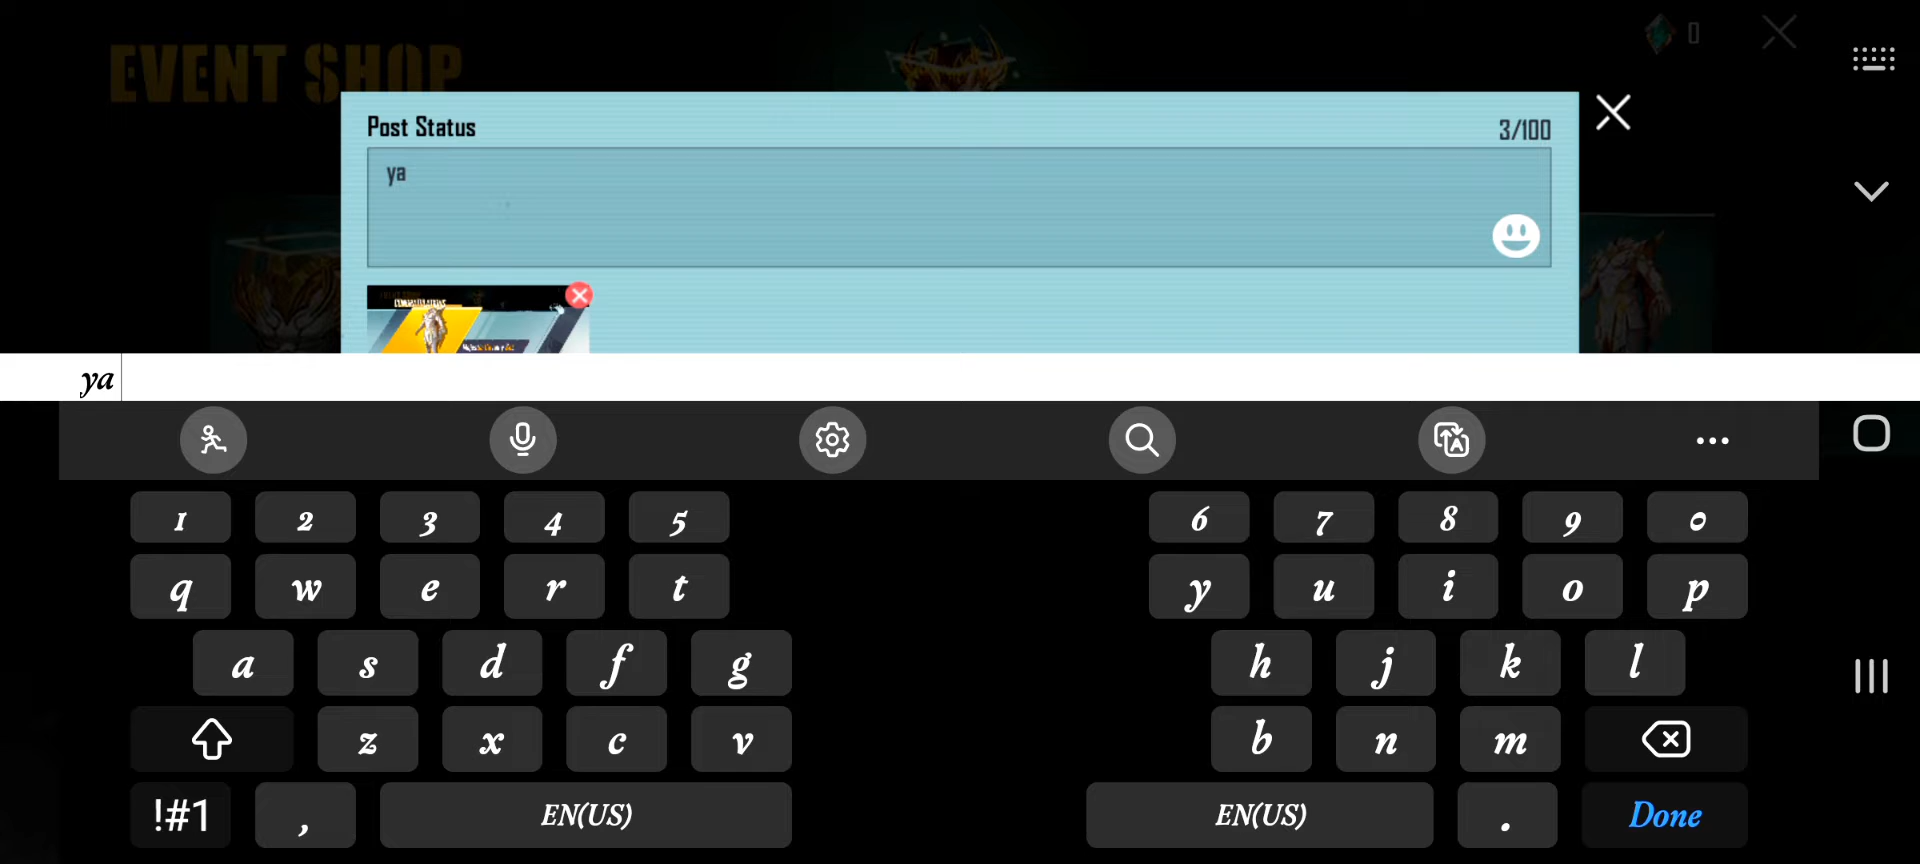 EVENT SHOP
0
Post Status
3/100
ya
ya
1 2 3 4 5 6 7 8 9 0
q w e r t y u i o p
a s d f g h j k l
z x c v b n m
!#1 , EN(US) EN(US) . Done